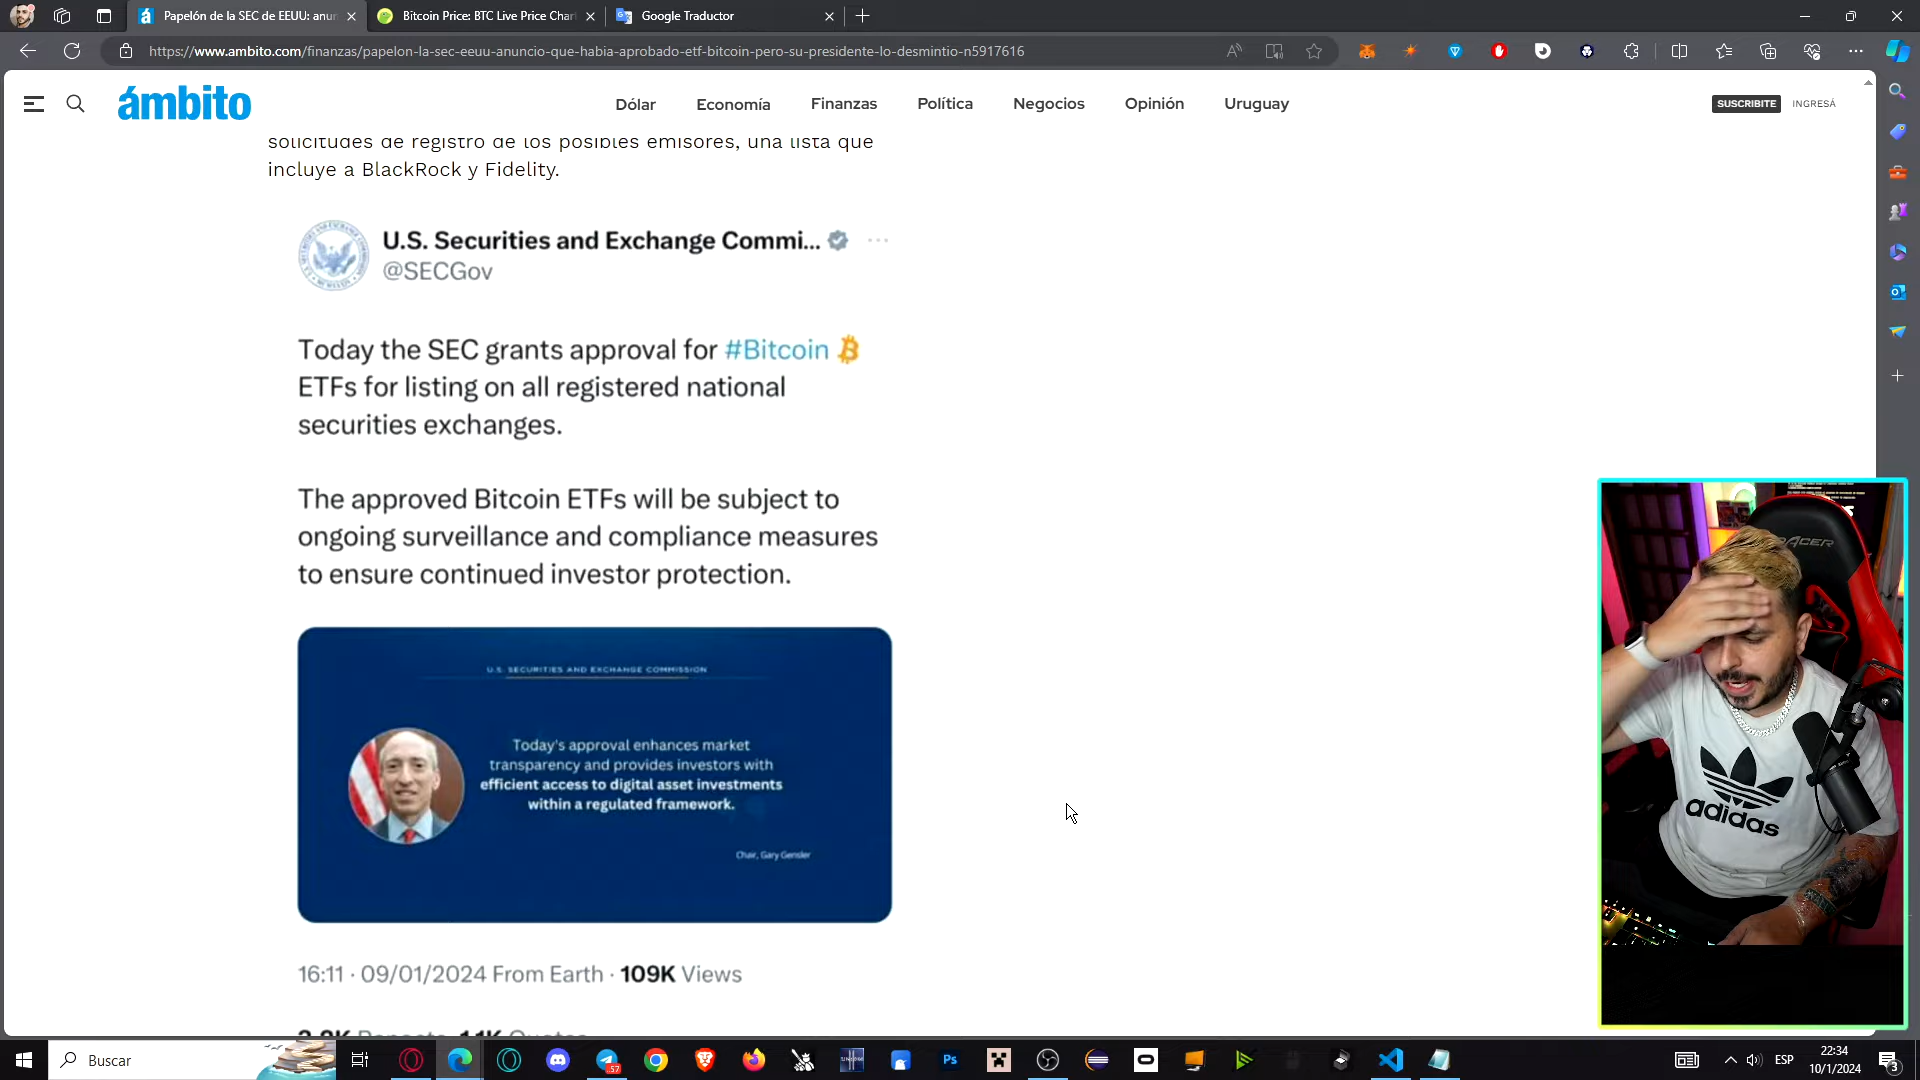 Papelón de la SEC de EEUU: anun
Bitcoin Price: BTC Live Price Char
Google Traductor
https://www.ambito.com/finanzas/papelon-la-sec-eeuu-anuncio-que-habia-aprobado-etf-bitcoin-pero-su-presidente-lo-desmintio-n5917616
ámbito
Dólar
Economía
Finanzas
Política
Negocios
Opinión
Uruguay
SUSCRIBITE
INGRESÁ
solicitudes de registro de los posibles emisores, una lista que
incluye a BlackRock y Fidelity.
U.S. Securities and Exchange Commi...
@SECGov
Today the SEC grants approval for #Bitcoin
ETFs for listing on all registered national
securities exchanges.
The approved Bitcoin ETFs will be subject to
ongoing surveillance and compliance measures
to ensure continued investor protection.
U.S. SECURITIES AND EXCHANGE COMMISSION
Today's approval enhances market
transparency and provides investors with
efficient access to digital asset investments
within a regulated framework.
Chair, Gary Gensler
16:11 · 09/01/2024 From Earth · 109K Views
adidas
Buscar
57
Ps
ESP
22:34
10/1/2024
3